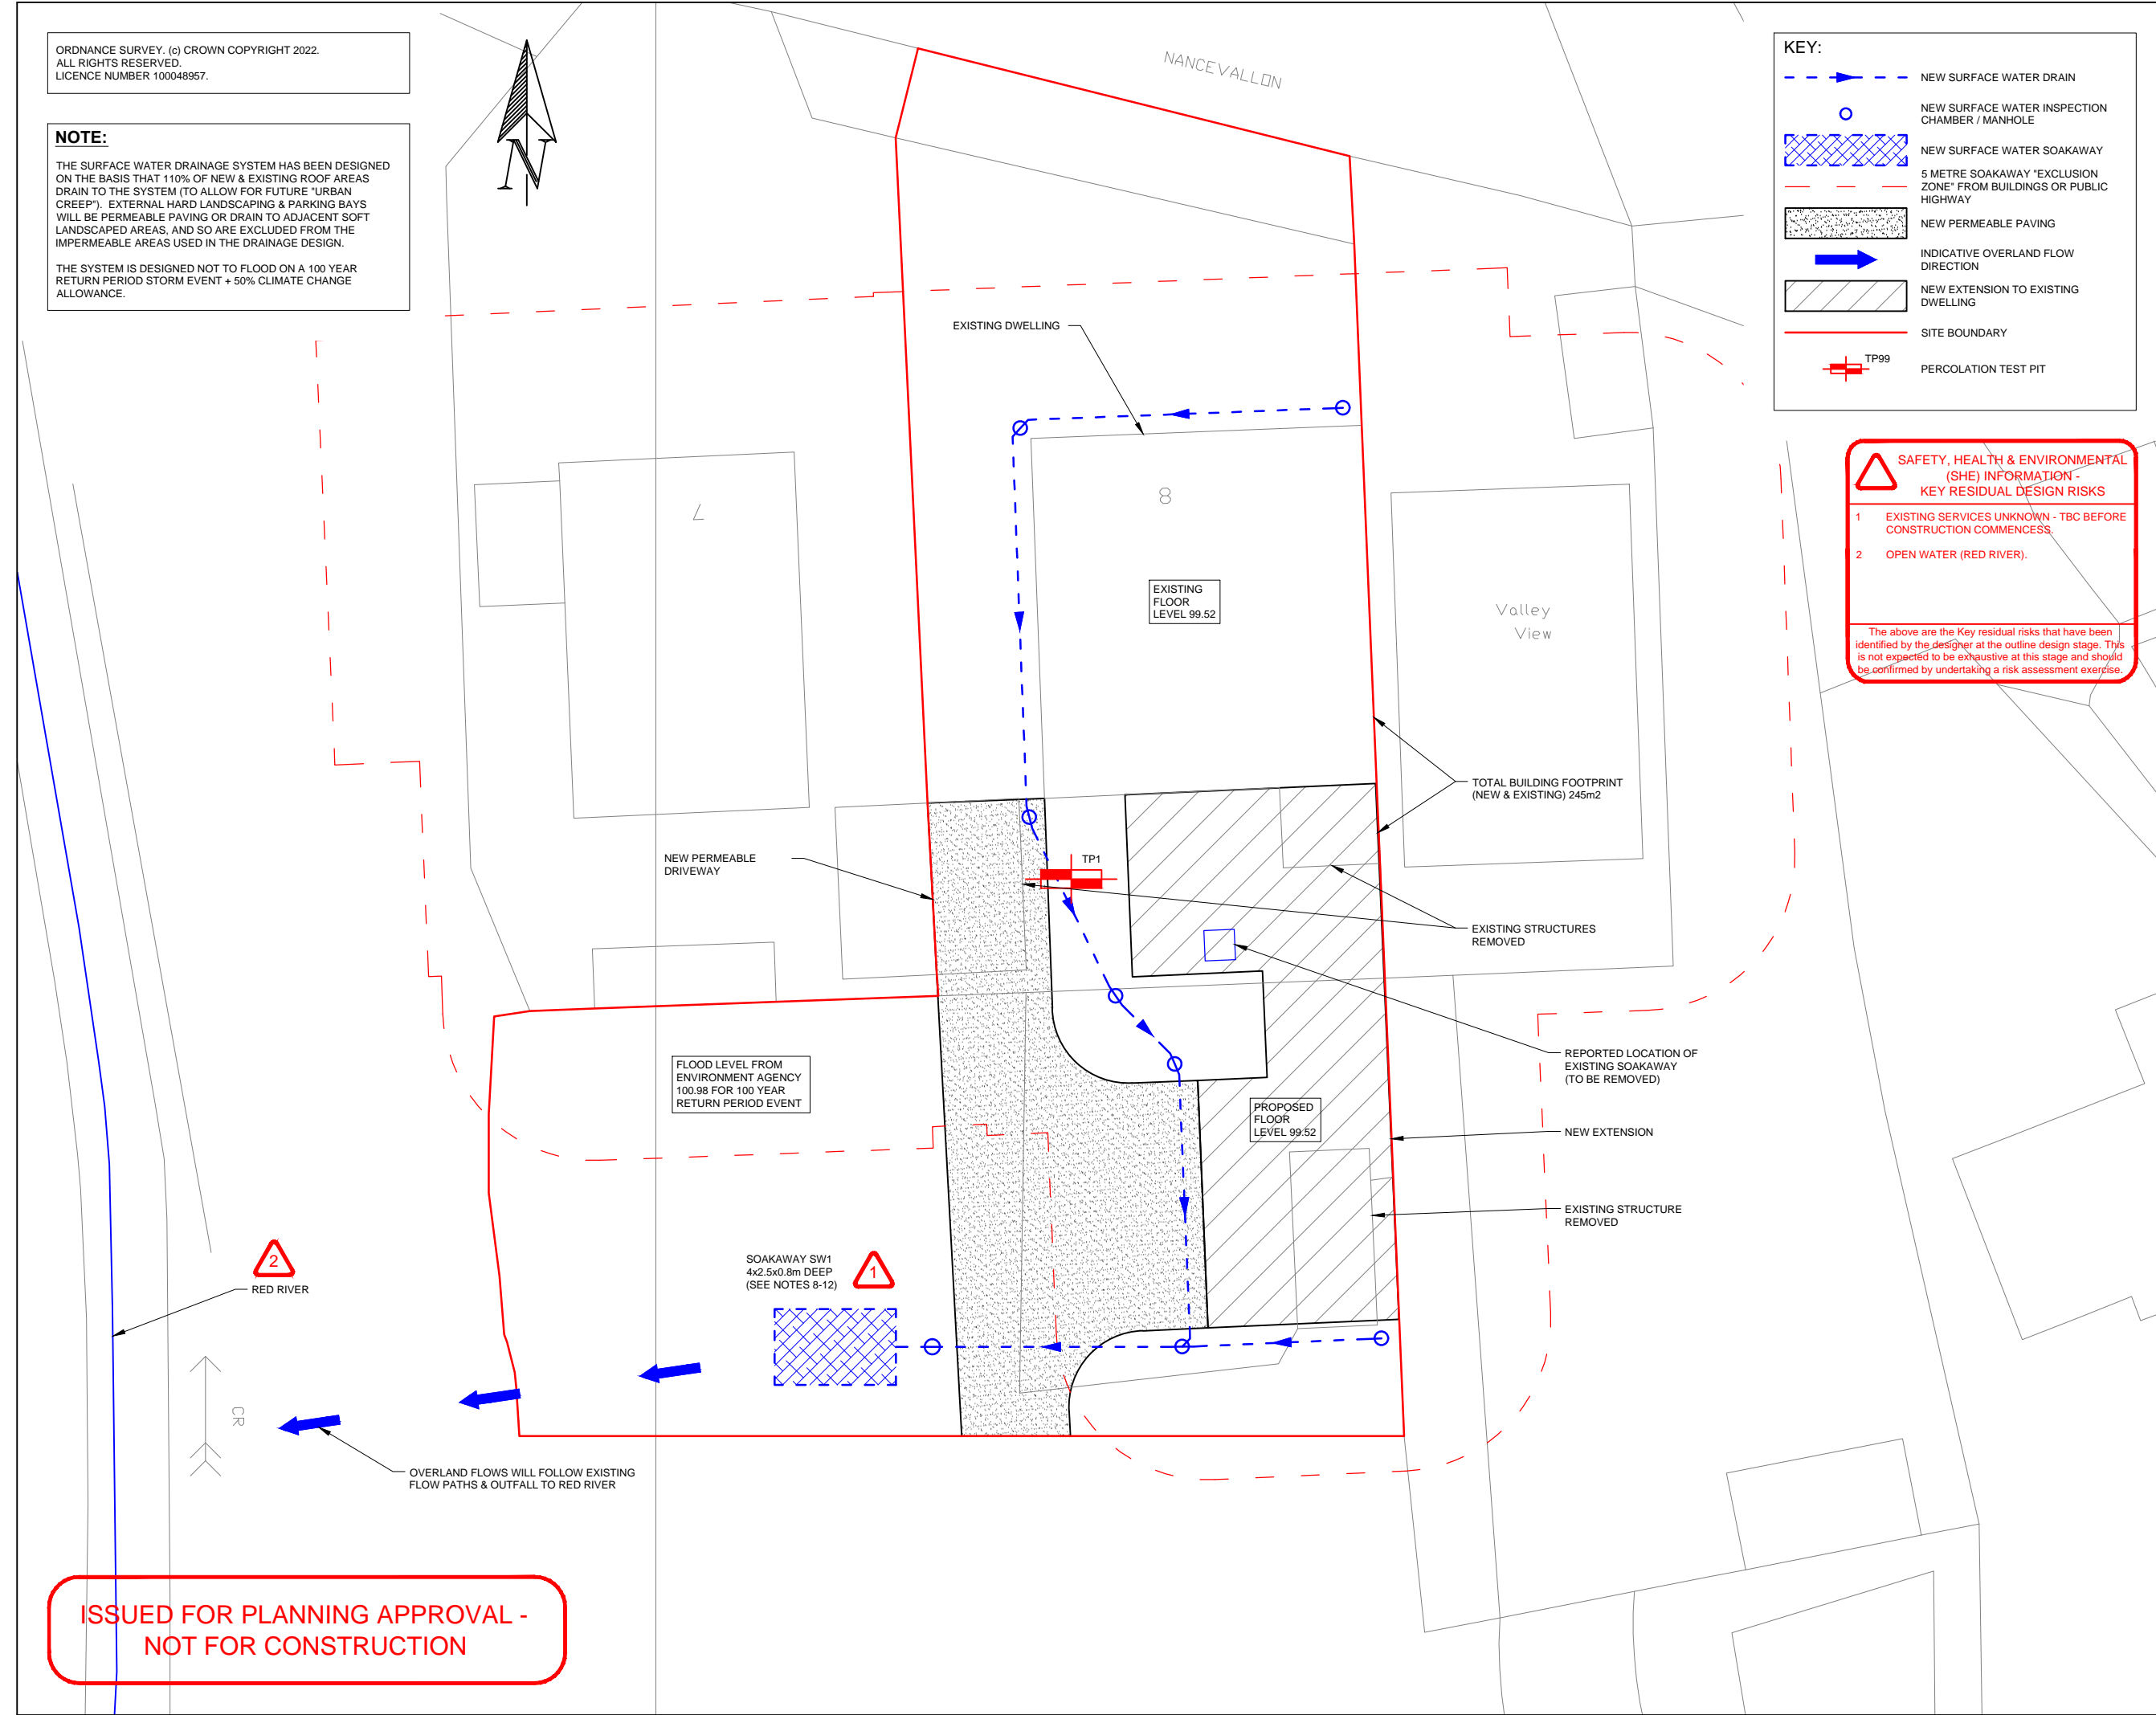 ORDNANCE SURVEY. (c) CROWN COPYRIGHT 2022.
ALL RIGHTS RESERVED.
LICENCE NUMBER 100048957.
NOTE:
THE SURFACE WATER DRAINAGE SYSTEM HAS BEEN DESIGNED
ON THE BASIS THAT 110% OF NEW & EXISTING ROOF AREAS
DRAIN TO THE SYSTEM (TO ALLOW FOR FUTURE "URBAN
CREEP"). EXTERNAL HARD LANDSCAPING & PARKING BAYS
WILL BE PERMEABLE PAVING OR DRAIN TO ADJACENT SOFT
LANDSCAPED AREAS, AND SO ARE EXCLUDED FROM THE
IMPERMEABLE AREAS USED IN THE DRAINAGE DESIGN.
THE SYSTEM IS DESIGNED NOT TO FLOOD ON A 100 YEAR
RETURN PERIOD STORM EVENT + 50% CLIMATE CHANGE
ALLOWANCE.
N
NANCEVALLON
KEY:
NEW SURFACE WATER DRAIN
NEW SURFACE WATER INSPECTION
CHAMBER / MANHOLE
NEW SURFACE WATER SOAKAWAY
5 METRE SOAKAWAY "EXCLUSION
ZONE" FROM BUILDINGS OR PUBLIC
HIGHWAY
NEW PERMEABLE PAVING
INDICATIVE OVERLAND FLOW
DIRECTION
NEW EXTENSION TO EXISTING
DWELLING
SITE BOUNDARY
TP99
PERCOLATION TEST PIT
SAFETY, HEALTH & ENVIRONMENTAL
(SHE) INFORMATION -
KEY RESIDUAL DESIGN RISKS
1 EXISTING SERVICES UNKNOWN - TBC BEFORE
CONSTRUCTION COMMENCESS.
2 OPEN WATER (RED RIVER).
The above are the Key residual risks that have been
identified by the designer at the outline design stage. This
is not expected to be exhaustive at this stage and should
be confirmed by undertaking a risk assessment exercise.
EXISTING DWELLING
7
8
EXISTING
FLOOR
LEVEL 99.52
Valley
View
TOTAL BUILDING FOOTPRINT
(NEW & EXISTING) 245m2
NEW PERMEABLE
DRIVEWAY
TP1
EXISTING STRUCTURES
REMOVED
FLOOD LEVEL FROM
ENVIRONMENT AGENCY
100.98 FOR 100 YEAR
RETURN PERIOD EVENT
REPORTED LOCATION OF
EXISTING SOAKAWAY
(TO BE REMOVED)
PROPOSED
FLOOR
LEVEL 99.52
NEW EXTENSION
EXISTING STRUCTURE
REMOVED
2
RED RIVER
SOAKAWAY SW1
4x2.5x0.8m DEEP
(SEE NOTES 8-12)
1
CR
OVERLAND FLOWS WILL FOLLOW EXISTING
FLOW PATHS & OUTFALL TO RED RIVER
ISSUED FOR PLANNING APPROVAL -
NOT FOR CONSTRUCTION